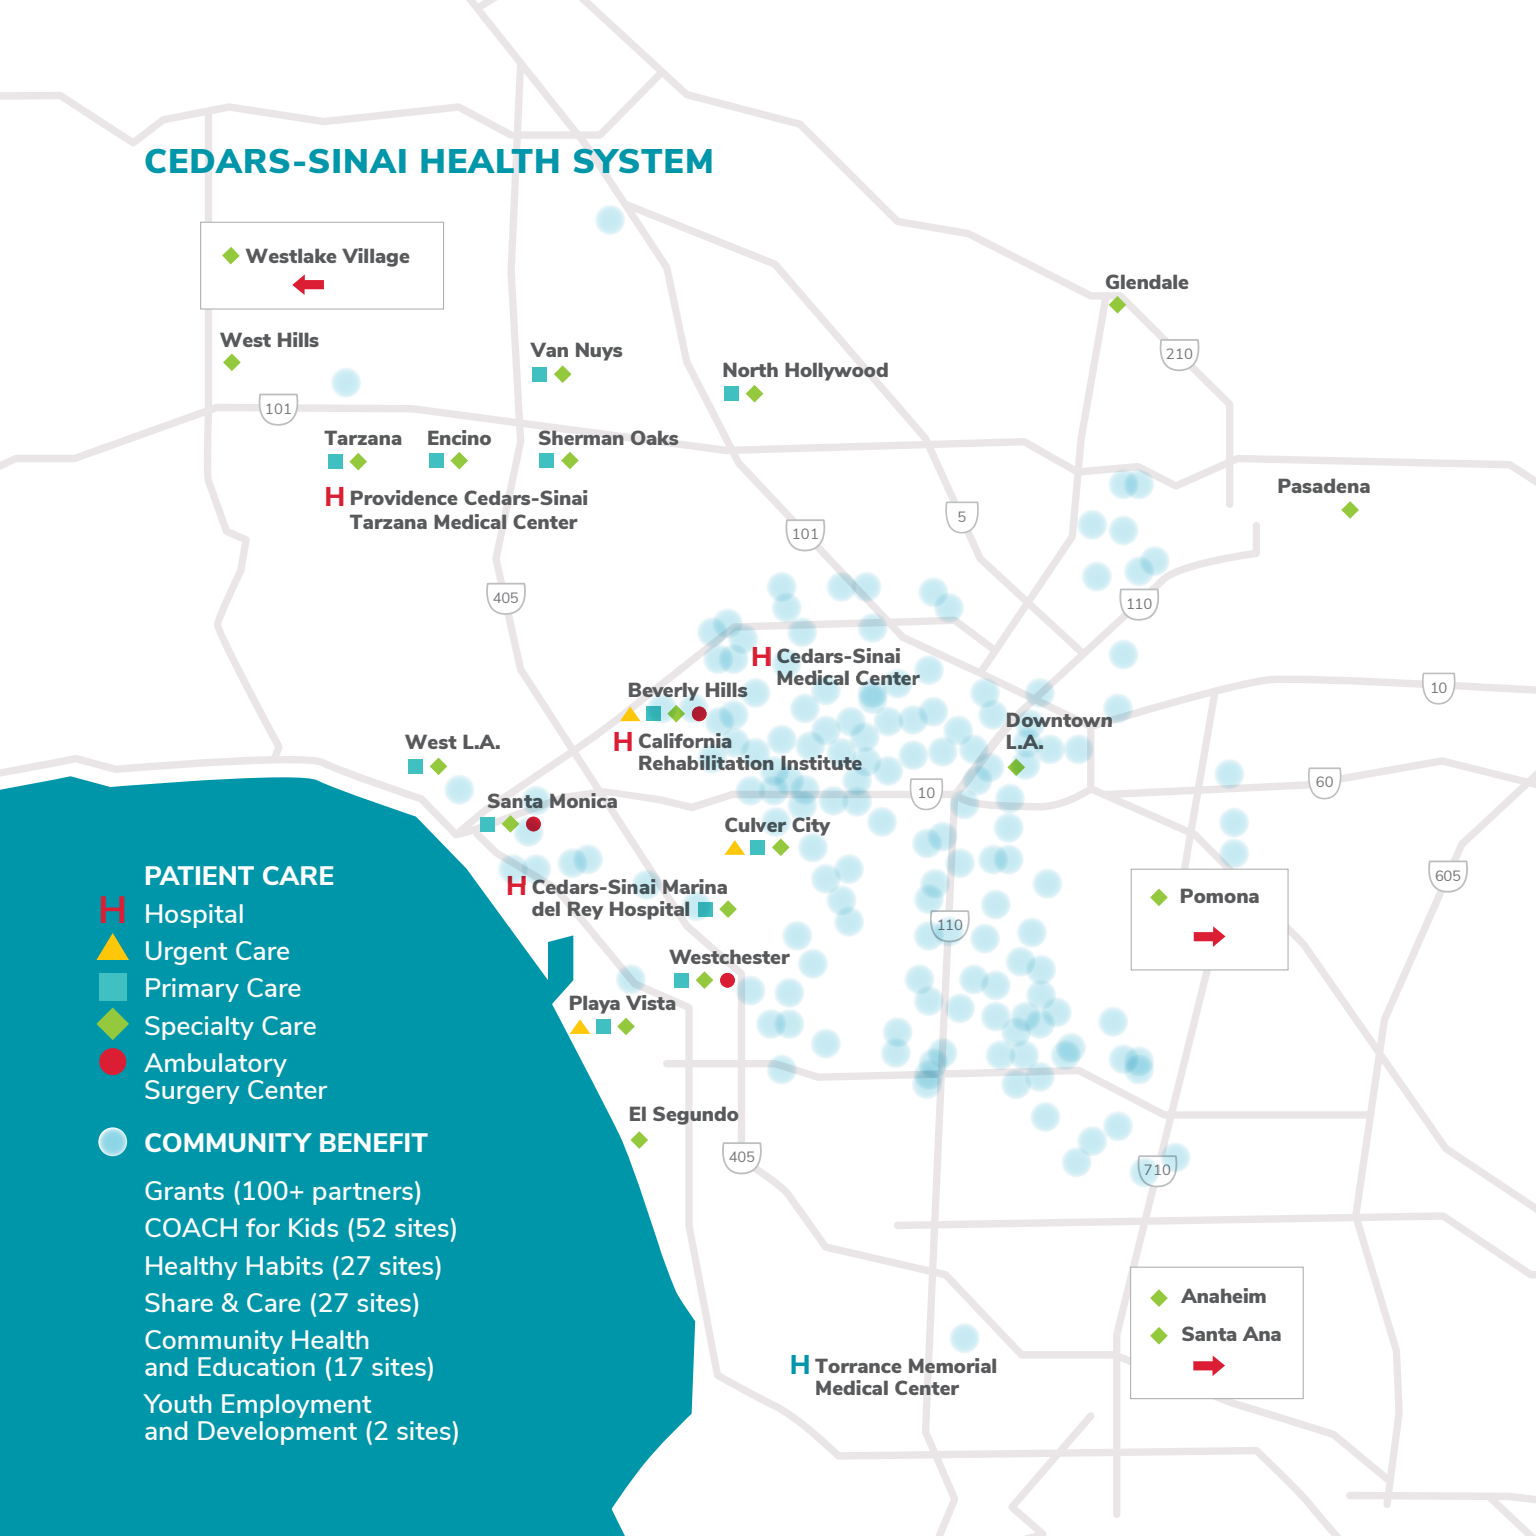 CEDARS-SINAI HEALTH SYSTEM
Westlake Village
Glendale
West Hills
Van Nuys
210
North Hollywood
101
Tarzana
Encino
Sherman Oaks
Pasadena
H Providence Cedars-Sinai
Tarzana Medical Center
5
101
405
110
H Cedars-Sinai
Medical Center
10
Beverly Hills
Downtown
L.A.
West L.A.
H California
Rehabilitation Institute
10
60
Santa Monica
Culver City
605
H Cedars-Sinai Marina
del Rey Hospital
Pomona
110
Westchester
Playa Vista
El Segundo
405
710
Anaheim
Santa Ana
H Torrance Memorial
Medical Center
PATIENT CARE
H Hospital
Urgent Care
Primary Care
Specialty Care
Ambulatory
Surgery Center
COMMUNITY BENEFIT
Grants (100+ partners)
COACH for Kids (52 sites)
Healthy Habits (27 sites)
Share & Care (27 sites)
Community Health
and Education (17 sites)
Youth Employment
and Development (2 sites)